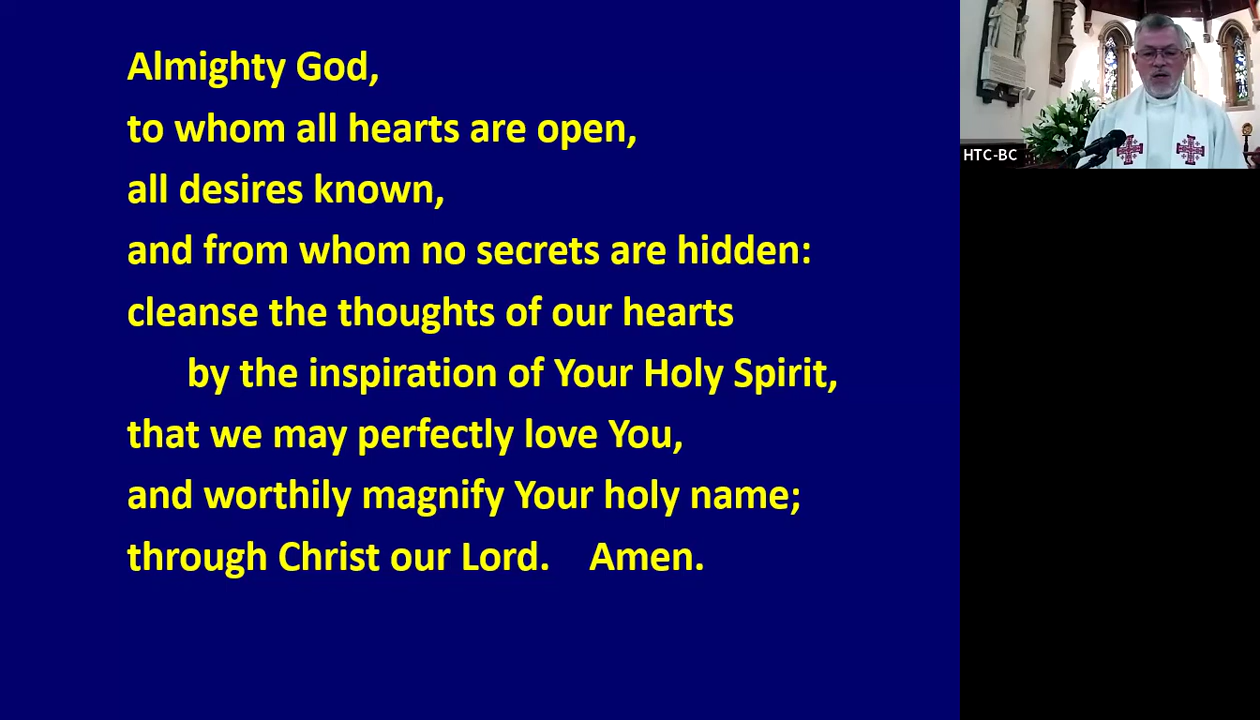 Almighty God,
to whom all hearts are open,
all desires known,
and from whom no secrets are hidden:
cleanse the thoughts of our hearts
by the inspiration of Your Holy Spirit,
that we may perfectly love You,
and worthily magnify Your holy name;
through Christ our Lord. Amen.
HTC-BC